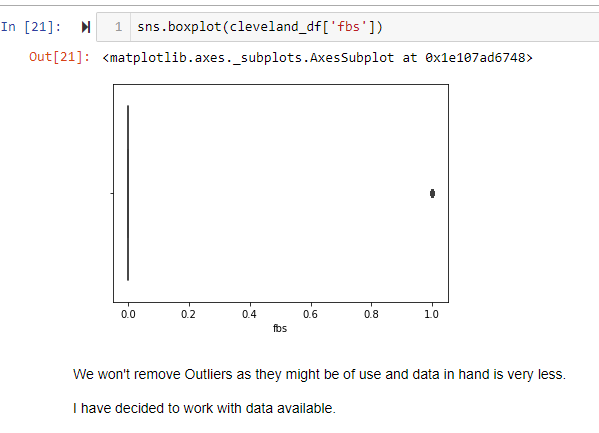 In [21]: 1 sns.boxplot(cleveland_df['fbs'])
Out[21]: <matplotlib.axes._subplots.AxesSubplot at 0x1e107ad6748>
0.0 0.2 0.4 0.6 0.8 1.0
fbs
We won't remove Outliers as they might be of use and data in hand is very less.
I have decided to work with data available.